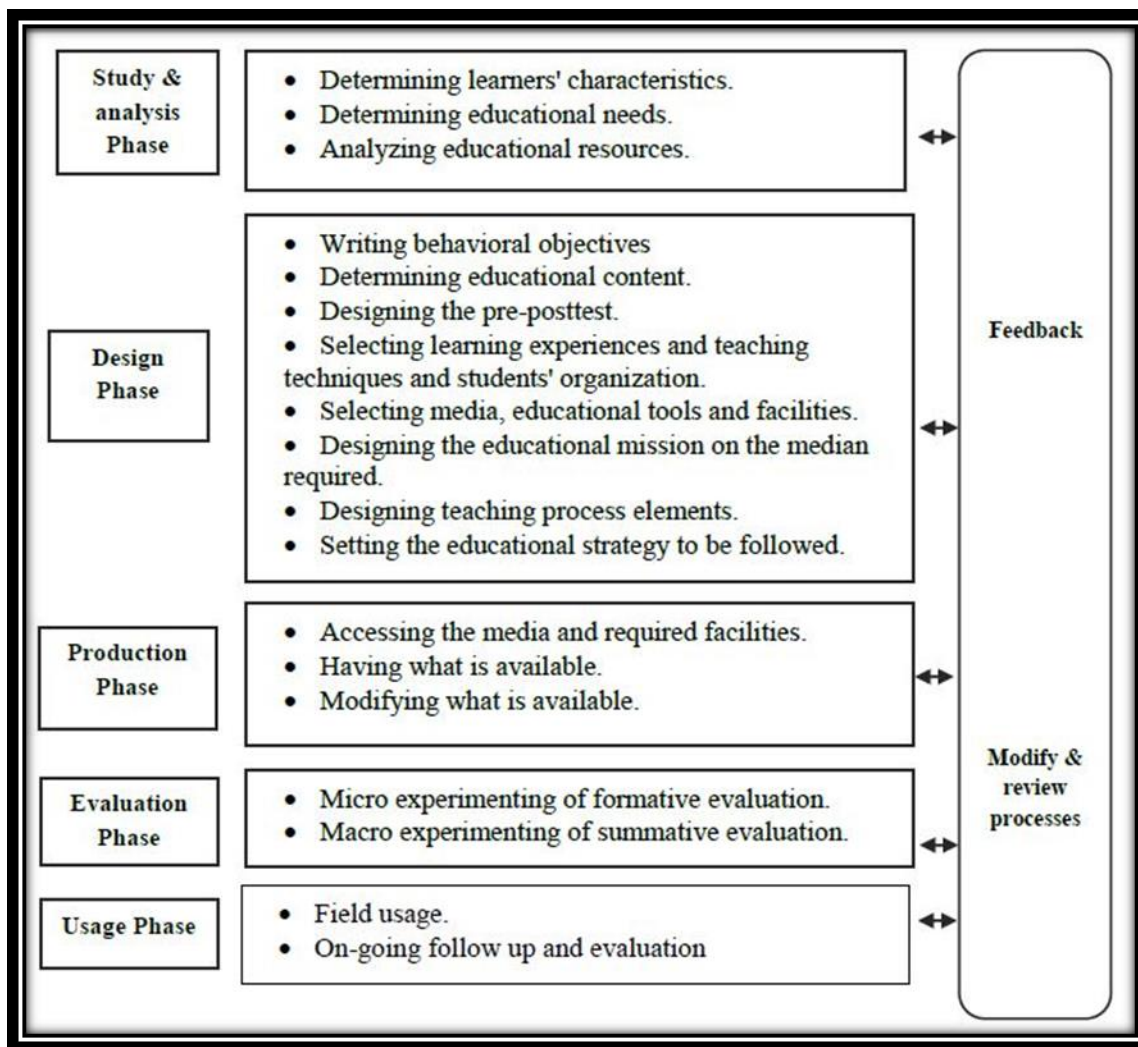 Study &
analysis
Phase
• Determining learners' characteristics.
• Determining educational needs.
• Analyzing educational resources.
Design
Phase
• Writing behavioral objectives
• Determining educational content.
• Designing the pre-posttest.
• Selecting learning experiences and teaching
techniques and students' organization.
• Selecting media, educational tools and facilities.
• Designing the educational mission on the median
required.
• Designing teaching process elements.
• Setting the educational strategy to be followed.
Production
Phase
• Accessing the media and required facilities.
• Having what is available.
• Modifying what is available.
Evaluation
Phase
• Micro experimenting of formative evaluation.
• Macro experimenting of summative evaluation.
Usage Phase
• Field usage.
• On-going follow up and evaluation
Feedback
Modify &
review
processes